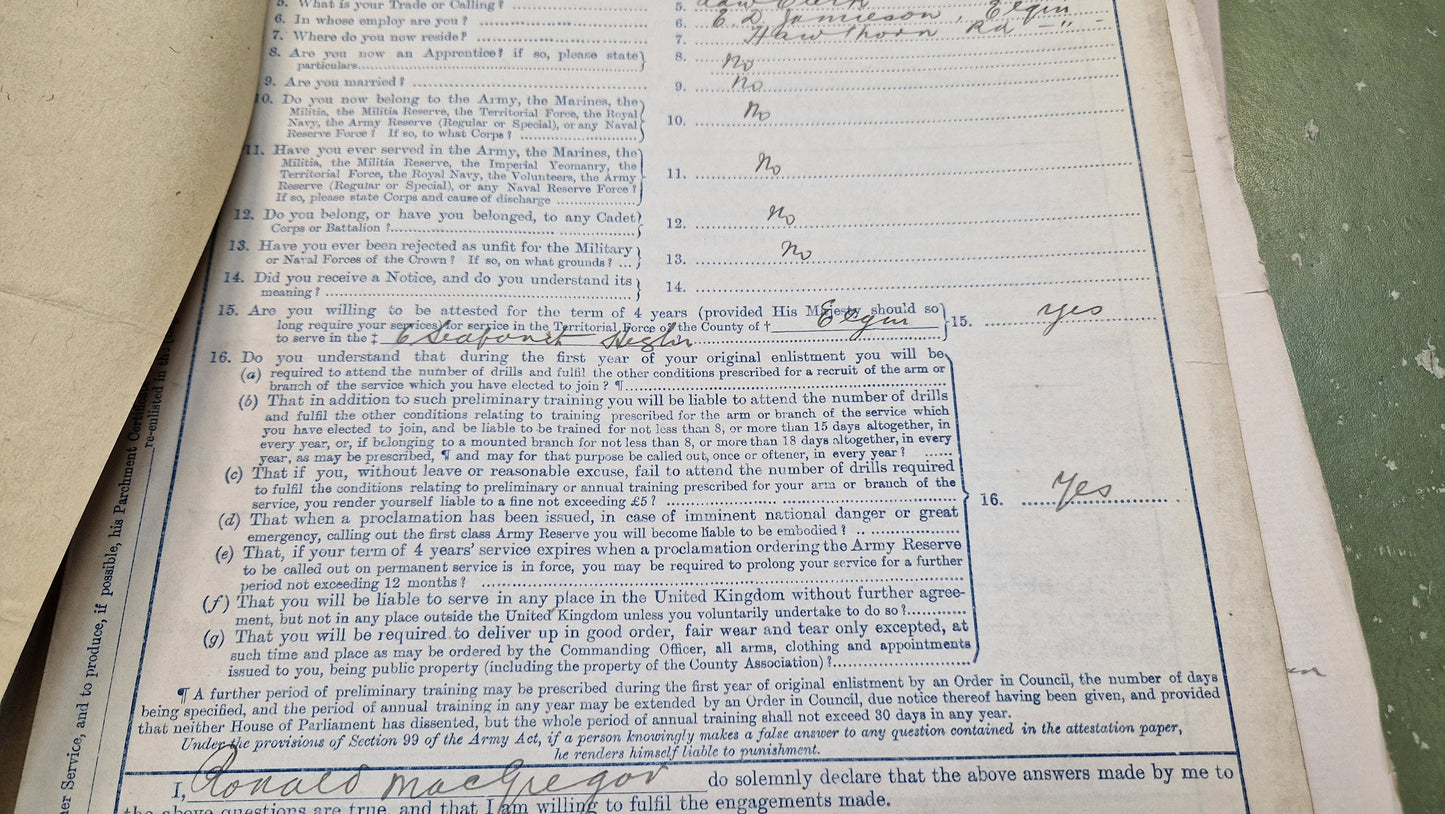 5. What is your Trade or Calling? 5. Law Clerk
6. In whose employ are you? 6. E. D. Jamieson, Elgin
7. Where do you now reside? 7. Hawthorn Rd — " —
8. Are you now an Apprentice? if so, please state 8. No
particulars
9. Are you married? 9. No
10. Do you now belong to the Army, the Marines, the
Militia, the Militia Reserve, the Territorial Force, the Royal
Navy, the Army Reserve (Regular or Special), or any Naval
Reserve Force? If so, to what Corps? 10. No
11. Have you ever served in the Army, the Marines, the
Militia, the Militia Reserve, the Imperial Yeomanry, the
Territorial Force, the Royal Navy, the Volunteers, the Army
Reserve (Regular or Special), or any Naval Reserve Force?
If so, please state Corps and cause of discharge 11. No
12. Do you belong, or have you belonged, to any Cadet
Corps or Battalion? 12. No
13. Have you ever been rejected as unfit for the Military
or Naval Forces of the Crown? If so, on what grounds? ... 13. No
14. Did you receive a Notice, and do you understand its
meaning? 14.
15. Are you willing to be attested for the term of 4 years (provided His Majesty should so
long require your services) for service in the Territorial Force of the County of † Elgin 15. Yes
to serve in the ‡ 6 Seaforth
16. Do you understand that during the first year of your original enlistment you will be
(a) required to attend the number of drills and fulfil the other conditions prescribed for a recruit of the arm or
branch of the service which you have elected to join? ¶
(b) That in addition to such preliminary training you will be liable to attend the number of drills
and fulfil the other conditions relating to training prescribed for the arm or branch of the service which
you have elected to join, and be liable to be trained for not less than 8, or more than 15 days altogether, in
every year, or, if belonging to a mounted branch for not less than 8, or more than 18 days altogether, in every
year, as may be prescribed, ¶ and may for that purpose be called out, once or oftener, in every year?
(c) That if you, without leave or reasonable excuse, fail to attend the number of drills required
to fulfil the conditions relating to preliminary or annual training prescribed for your arm or branch of the
service, you render yourself liable to a fine not exceeding £5? 16. Yes
(d) That when a proclamation has been issued, in case of imminent national danger or great
emergency, calling out the first class Army Reserve you will become liable to be embodied?
(e) That, if your term of 4 years' service expires when a proclamation ordering the Army Reserve
to be called out on permanent service is in force, you may be required to prolong your service for a further
period not exceeding 12 months?
(f) That you will be liable to serve in any place in the United Kingdom without further agree-
ment, but not in any place outside the United Kingdom unless you voluntarily undertake to do so?
(g) That you will be required to deliver up in good order, fair wear and tear only excepted, at
such time and place as may be ordered by the Commanding Officer, all arms, clothing and appointments
issued to you, being public property (including the property of the County Association)?
¶ A further period of preliminary training may be prescribed during the first year of original enlistment by an Order in Council, the number of days
being specified, and the period of annual training in any year may be extended by an Order in Council, due notice thereof having been given, and provided
that neither House of Parliament has dissented, but the whole period of annual training shall not exceed 30 days in any year.
Under the provisions of Section 99 of the Army Act, if a person knowingly makes a false answer to any question contained in the attestation paper,
he renders himself liable to punishment.
I, Donald MacGregor do solemnly declare that the above answers made by me to
the above questions are true, and that I am willing to fulfil the engagements made.
her Service, and to produce, if possible, his Parchment
re-enlisted in the